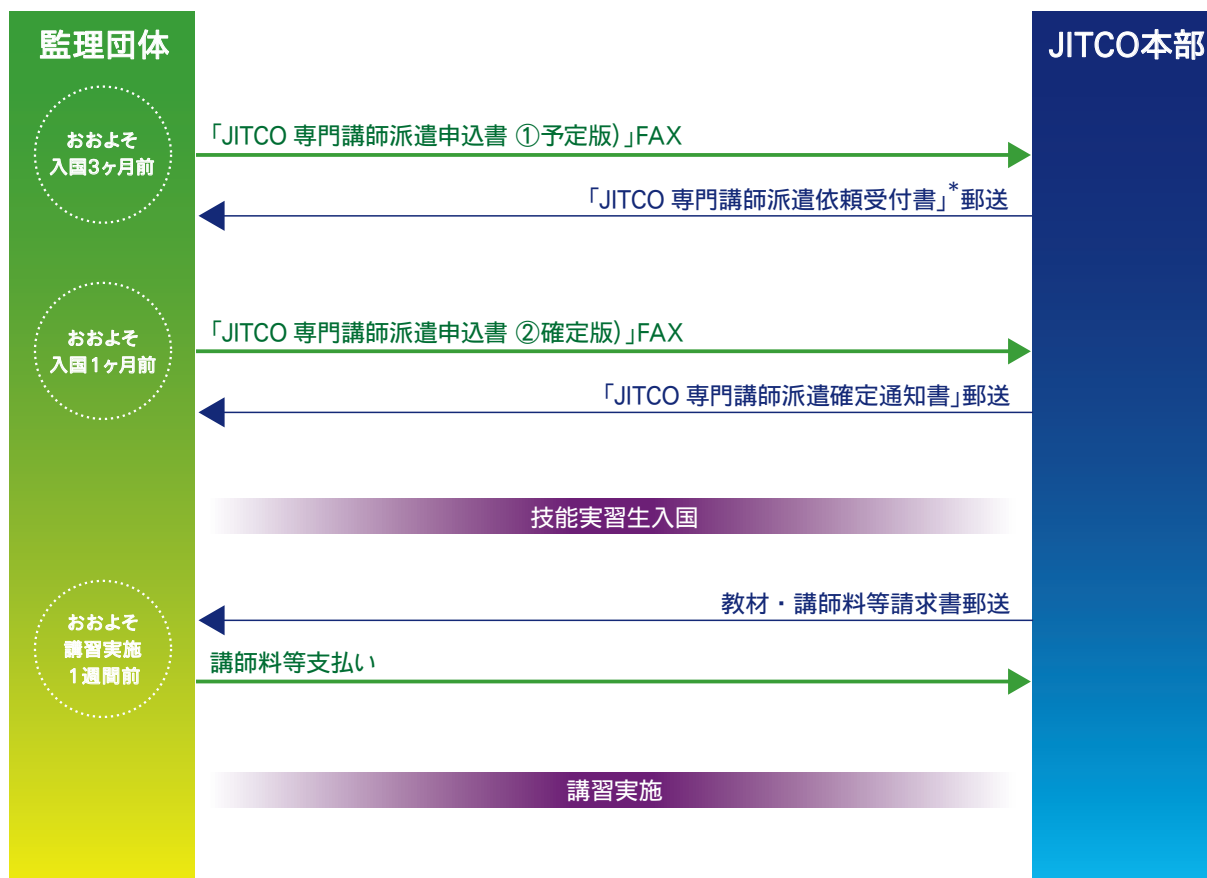 監理団体
JITCO本部
おおよそ
入国3ヶ月前
「JITCO 専門講師派遣申込書 ①予定版)」FAX
「JITCO 専門講師派遣依頼受付書」*郵送
おおよそ
入国1ヶ月前
「JITCO 専門講師派遣申込書 ②確定版)」FAX
「JITCO 専門講師派遣確定通知書」郵送
技能実習生入国
おおよそ
講習実施
1週間前
教材・講師料等請求書郵送
講師料等支払い
講習実施